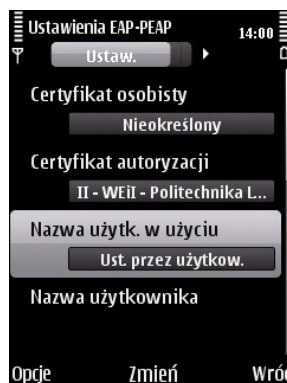 Ustawienia EAP-PEAP 14:00
Ustaw.
Certyfikat osobisty
Nieokreślony
Certyfikat autoryzacji
II - WEiI - Politechnika L...
Nazwa użytk. w użyciu
Ust. przez użytkow.
Nazwa użytkownika
Opcje Zmień Wróć